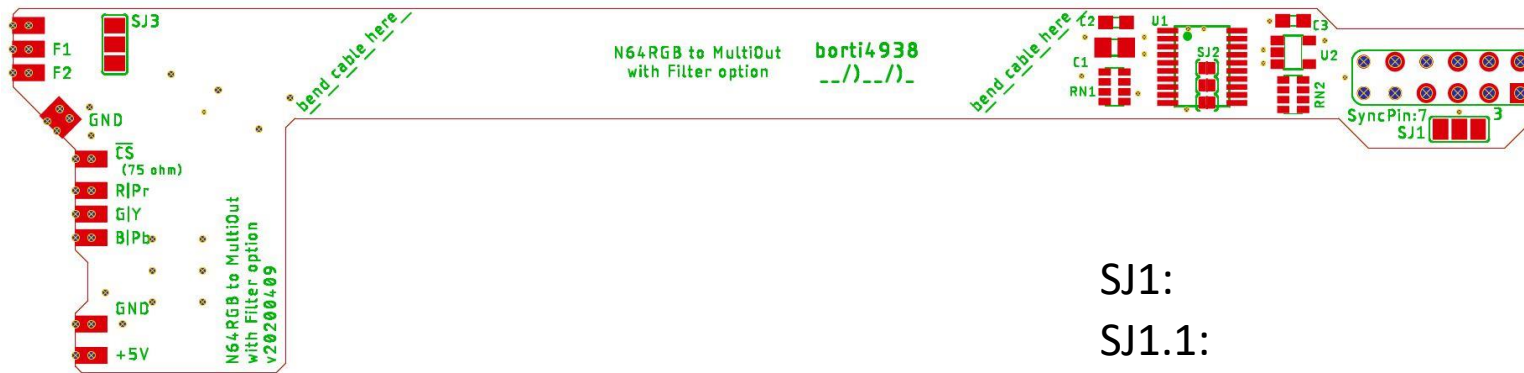 SJ3
F1
F2
GND
CS
(75 ohm)
R|Pr
G|Y
B|Pb
GND
+5V
N64RGB to MultiOut
with Filter option
v20200409
bend_cable_here_
N64RGB to MultiOut
with Filter option
borti4938
__/)__/)_
bend_cable_here_
C2
C1
RN1
U1
SJ2
C3
U2
RN2
SyncPin:7
3
SJ1
SJ1:
SJ1.1: